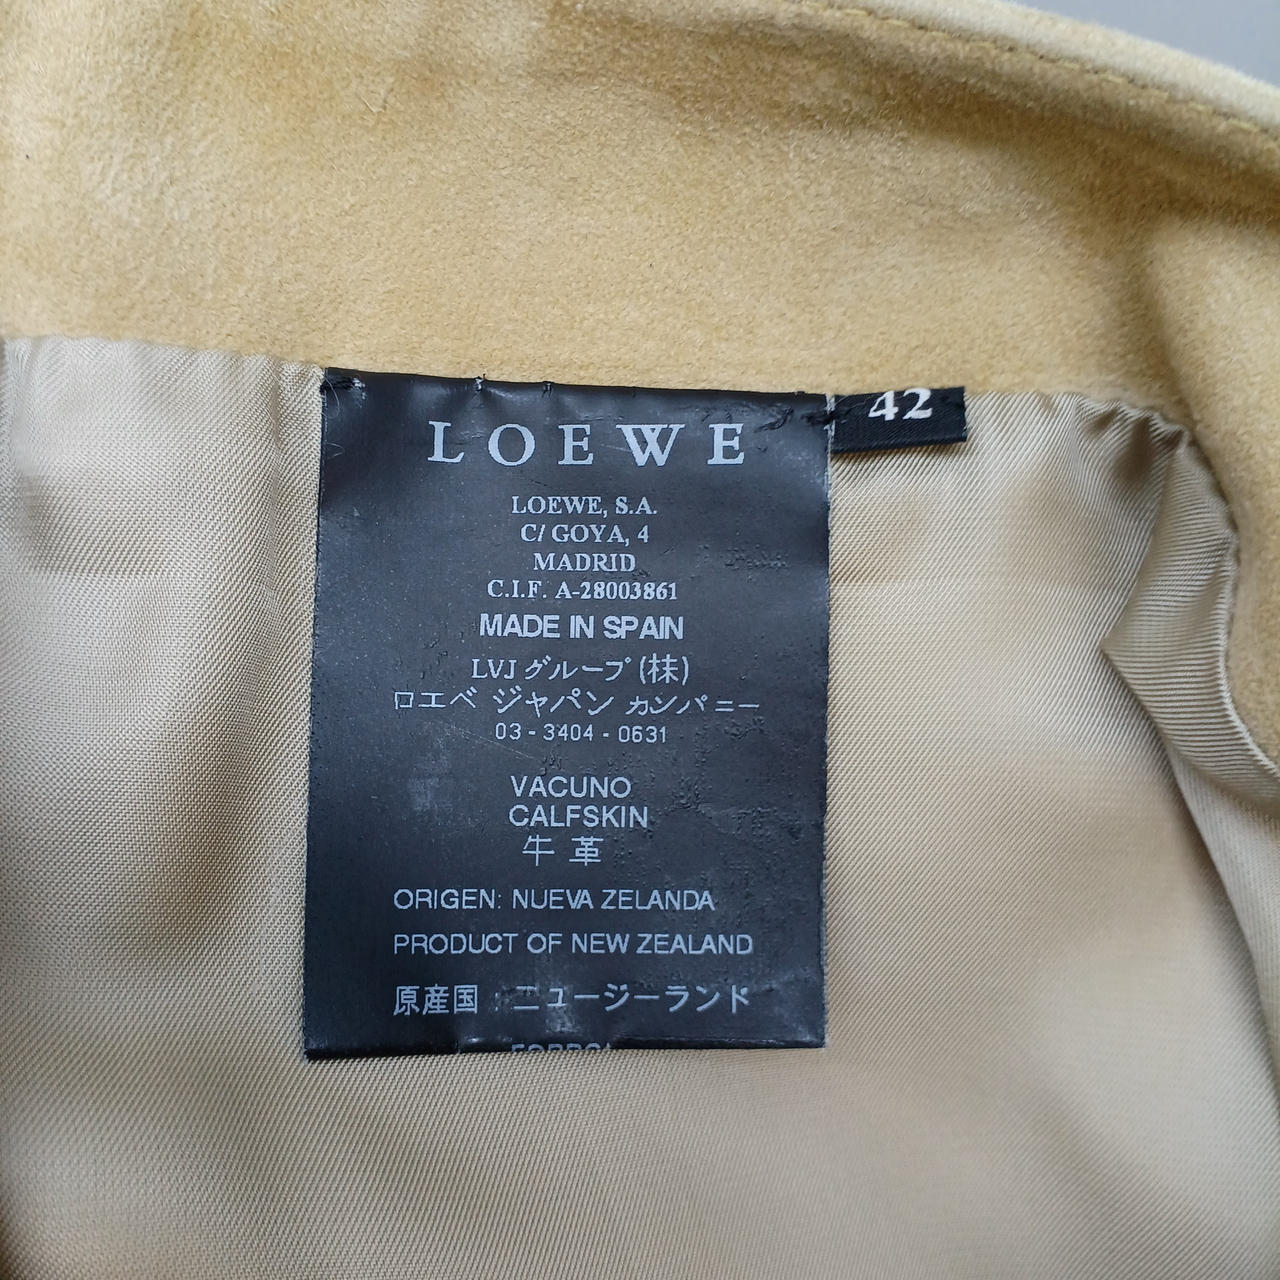 LOEWE
42
LOEWE, S.A.
C/ GOYA, 4
MADRID
C.I.F. A-28003861
MADE IN SPAIN
LVJ グループ (株)
ロエベ ジャパン カンパニー
03 - 3404 - 0631
VACUNO
CALFSKIN
牛 革
ORIGEN: NUEVA ZELANDA
PRODUCT OF NEW ZEALAND
原産国 : ニュージーランド